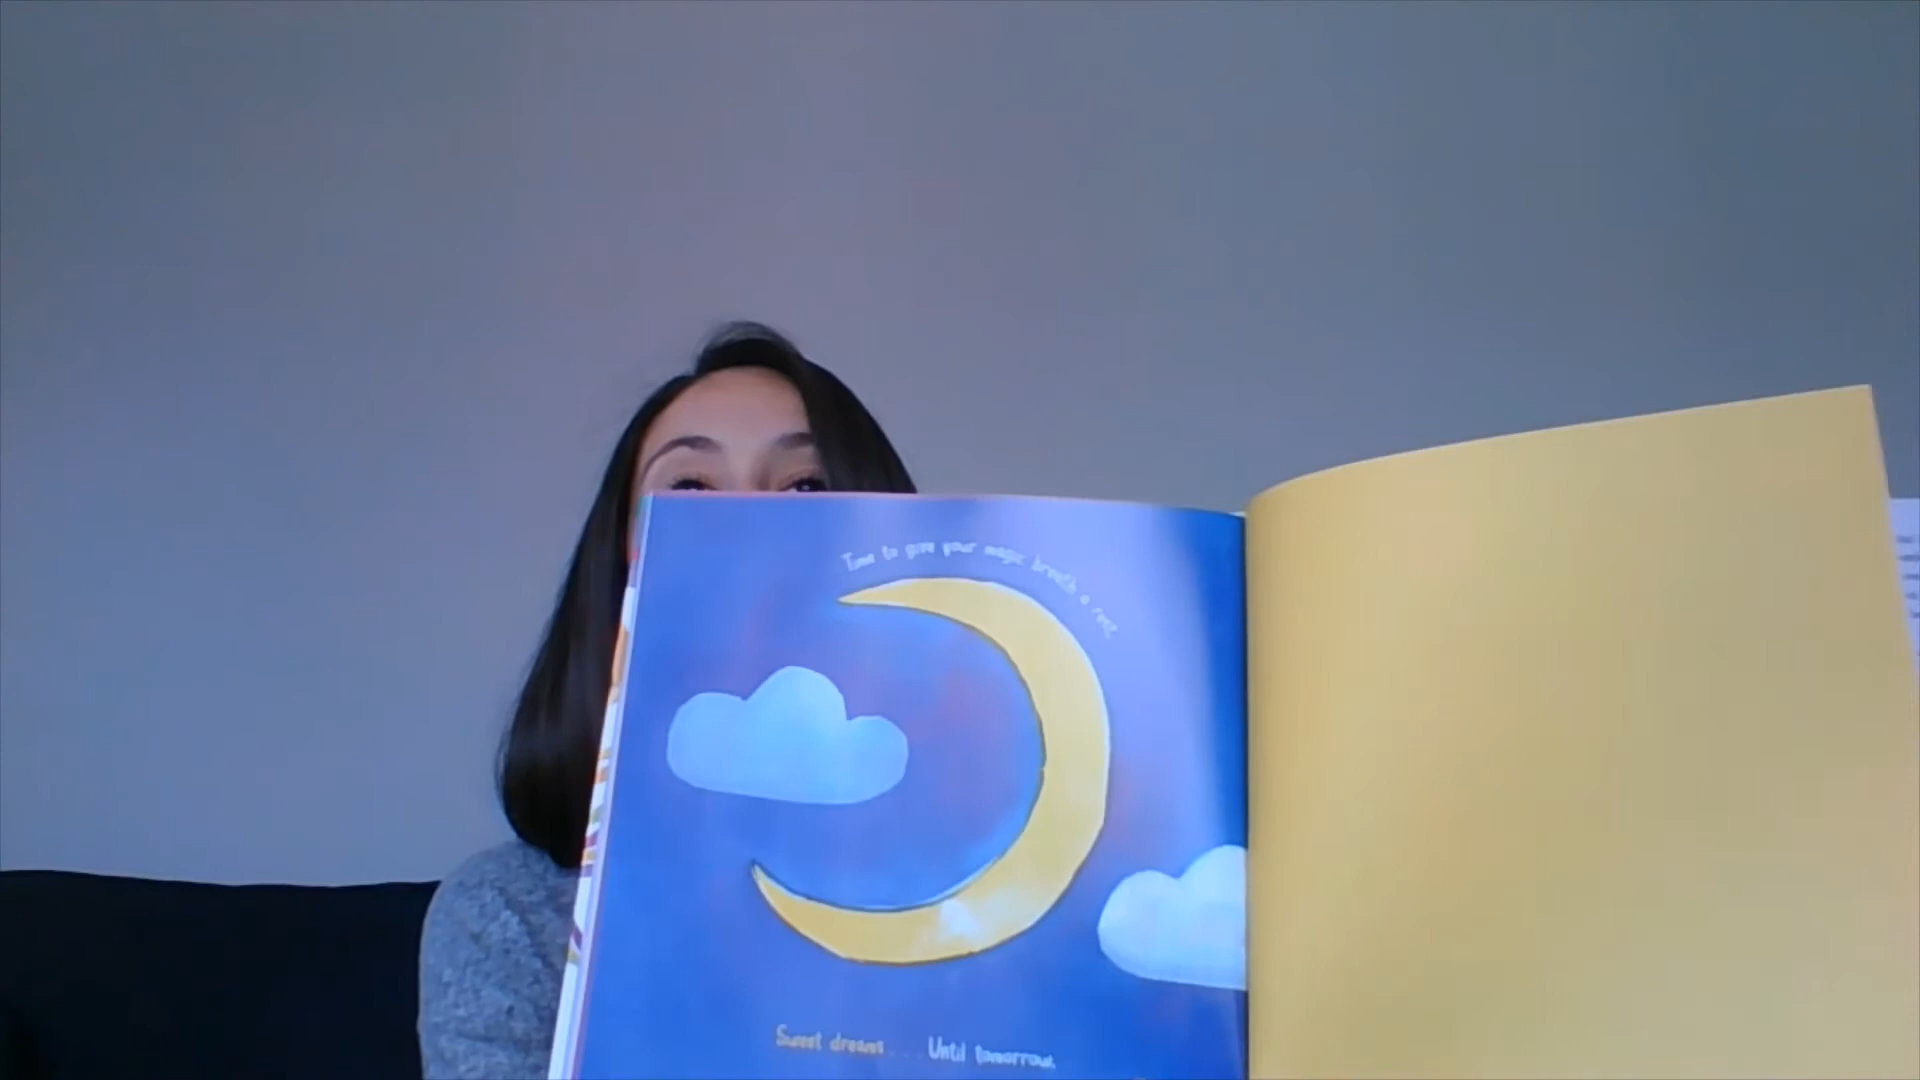 Time to give your magic breath a rest.
Sweet dreams . . . Until tomorrow.